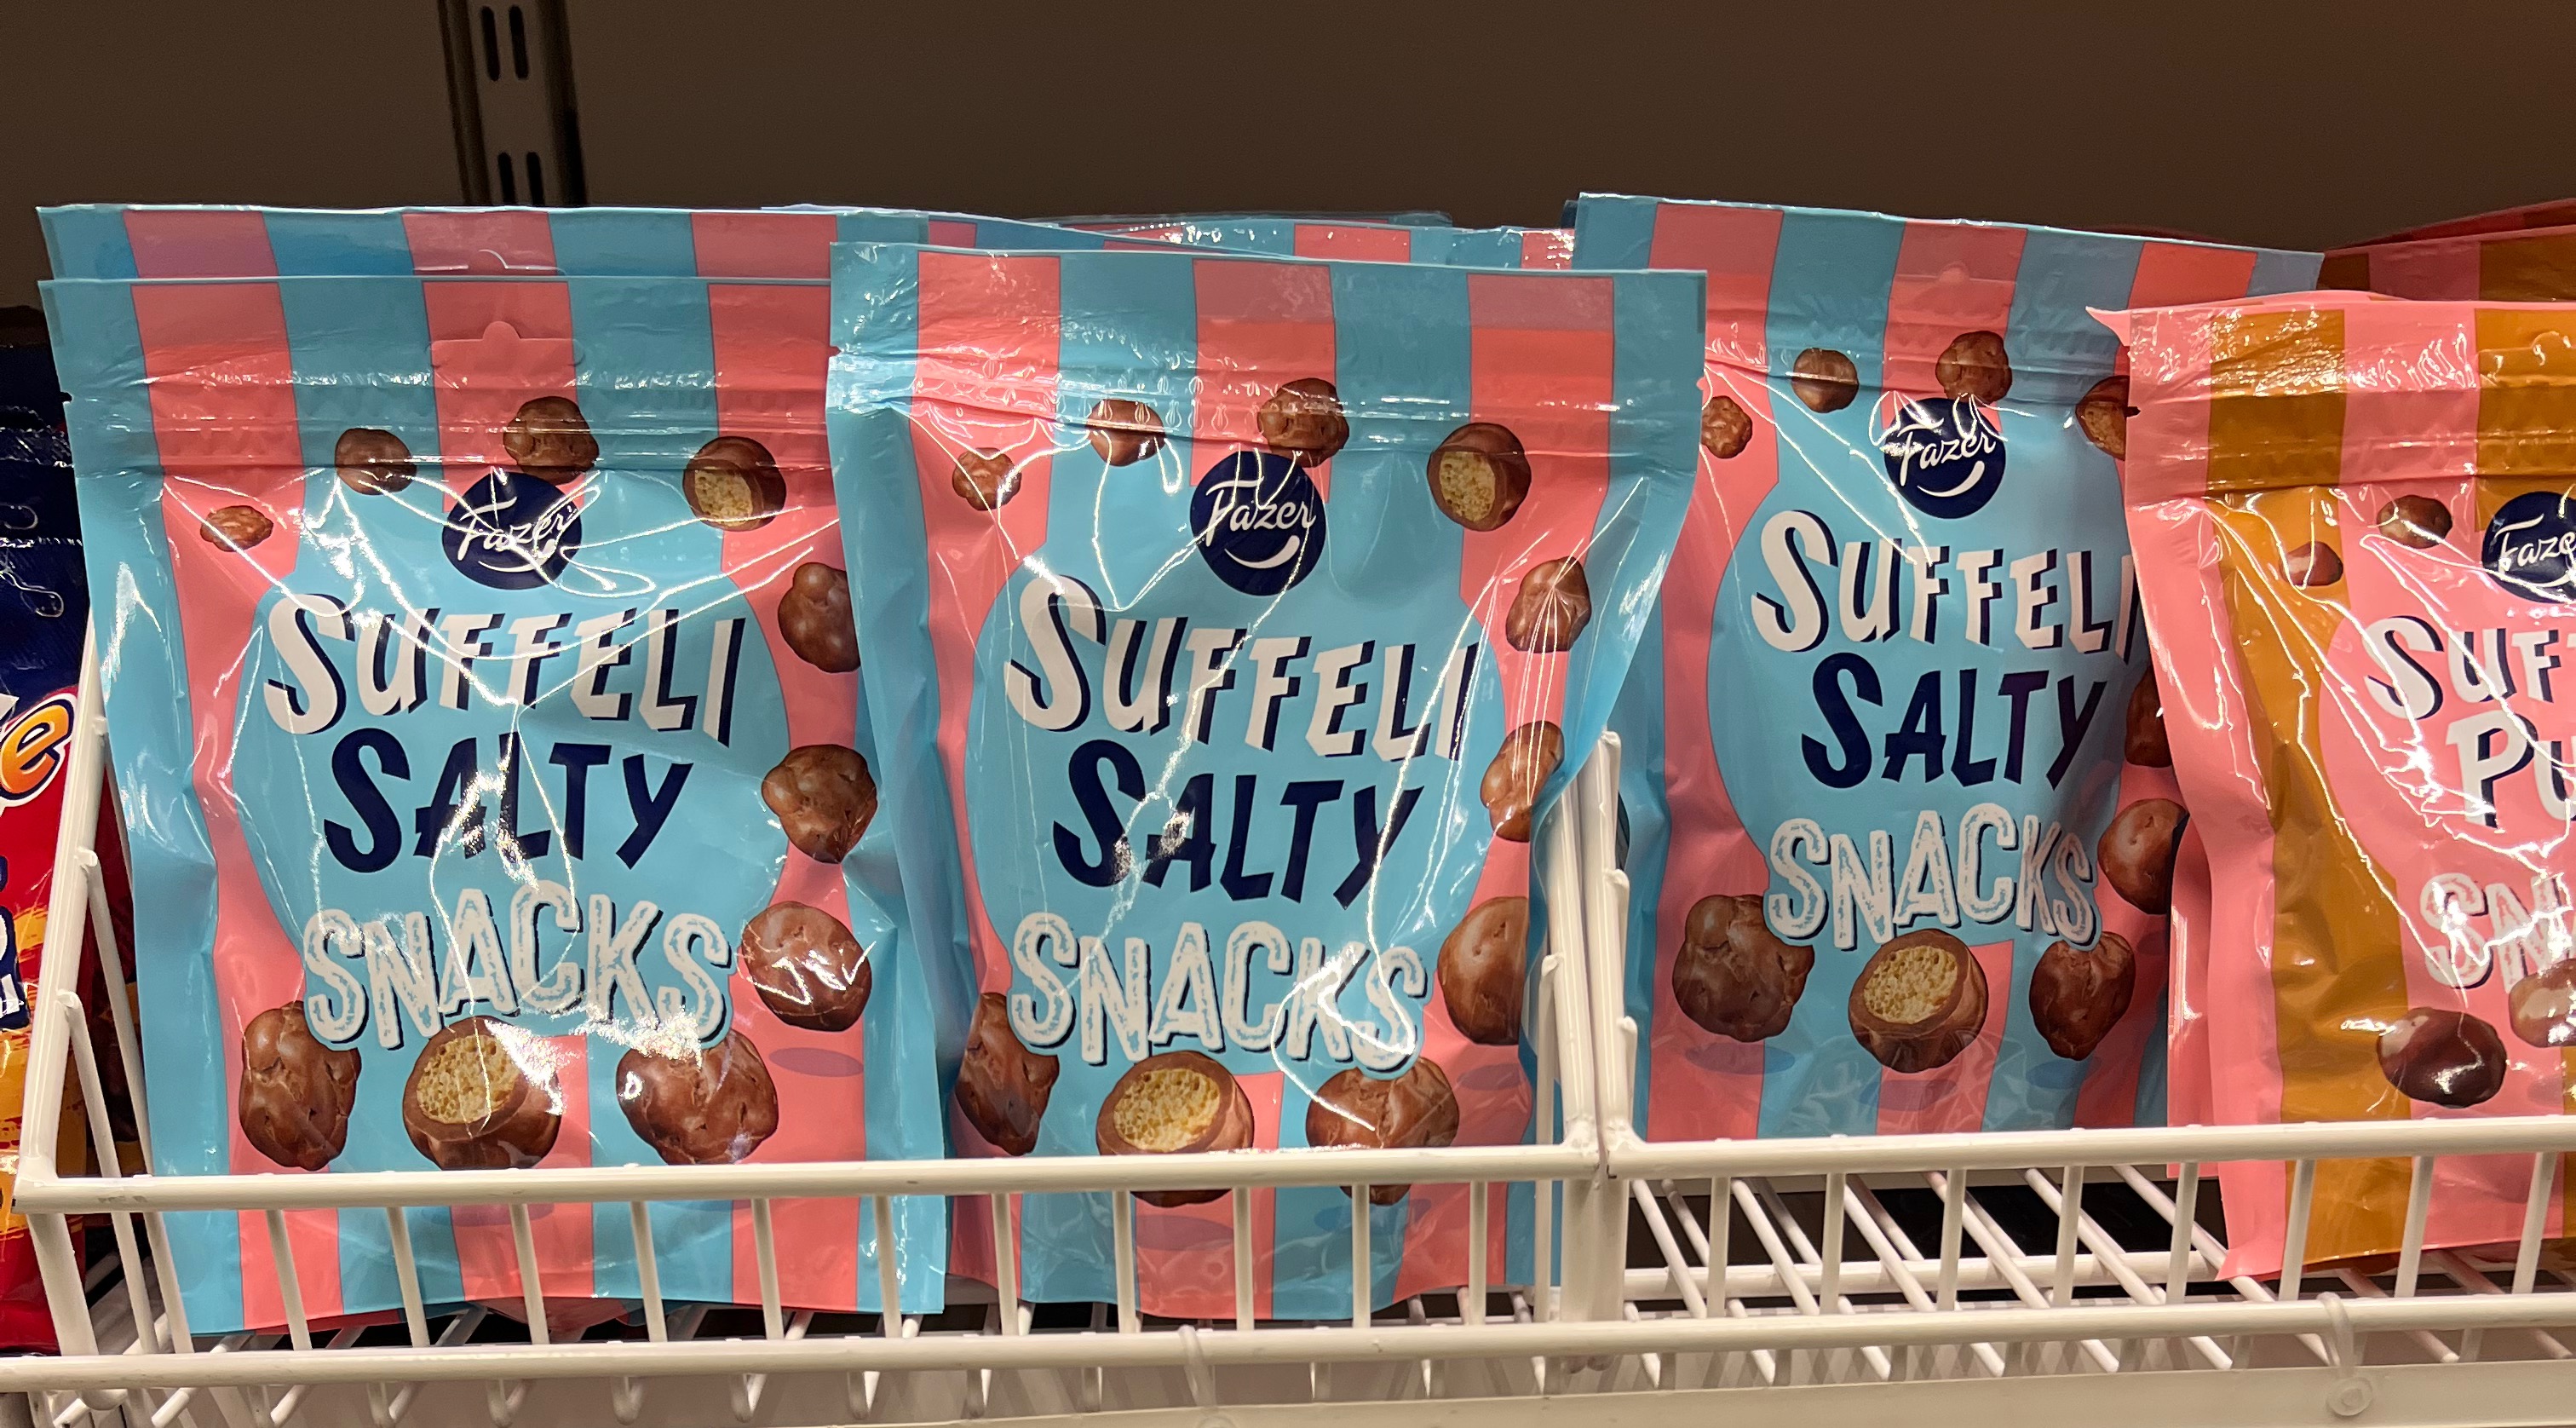 Fazer
SUFFELI
SALTY
SNACKS
Fazer
SUFFELI
SALTY
SNACKS
Fazer
SUFFELI
SALTY
SNACKS